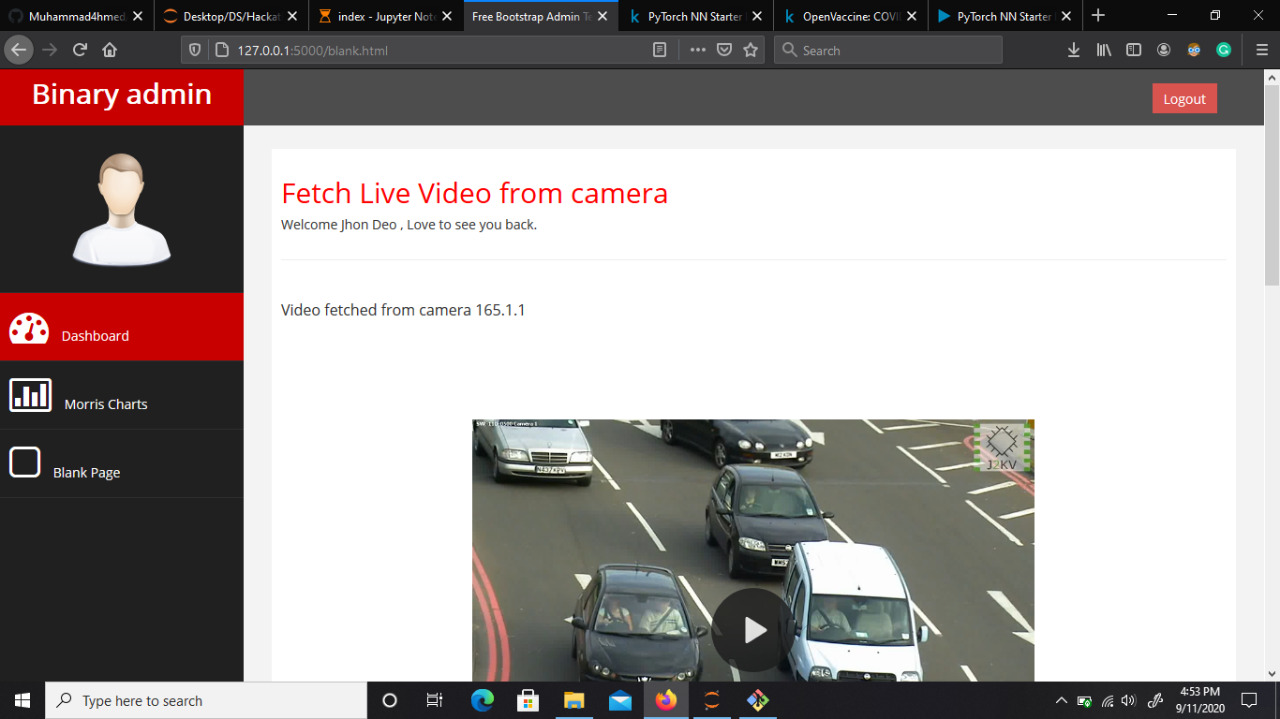 Muhammad4hmed
Desktop/DS/Hackat
index - Jupyter Note
Free Bootstrap Admin Te
PyTorch NN Starter
OpenVaccine: COVI
PyTorch NN Starter
127.0.0.1:5000/blank.html
Search
Binary admin
Logout
Fetch Live Video from camera
Welcome Jhon Deo , Love to see you back.
Dashboard
Video fetched from camera 165.1.1
Morris Charts
Blank Page
J2KV
Type here to search
4:53 PM
9/11/2020